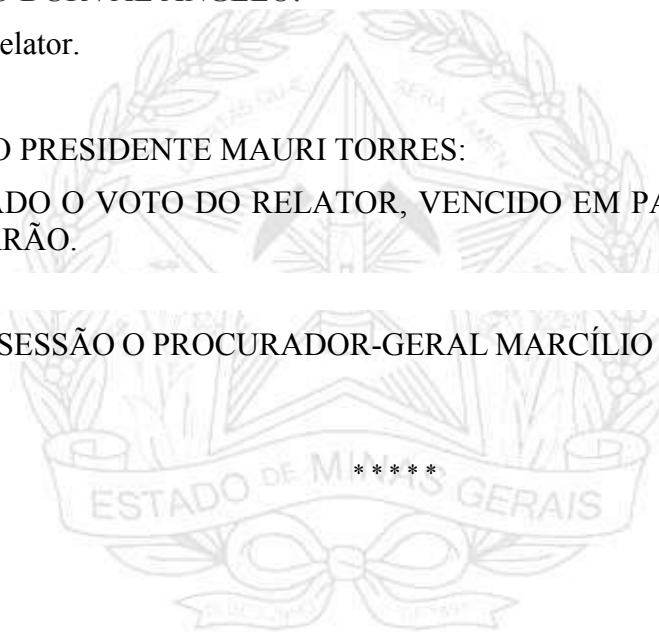 elator.
O PRESIDENTE MAURI TORRES:
ADO O VOTO DO RELATOR, VENCIDO EM PA
ARÃO.
SESSÃO O PROCURADOR-GERAL MARCÍLIO
* * * * *
ESTADO DE MINAS GERAIS